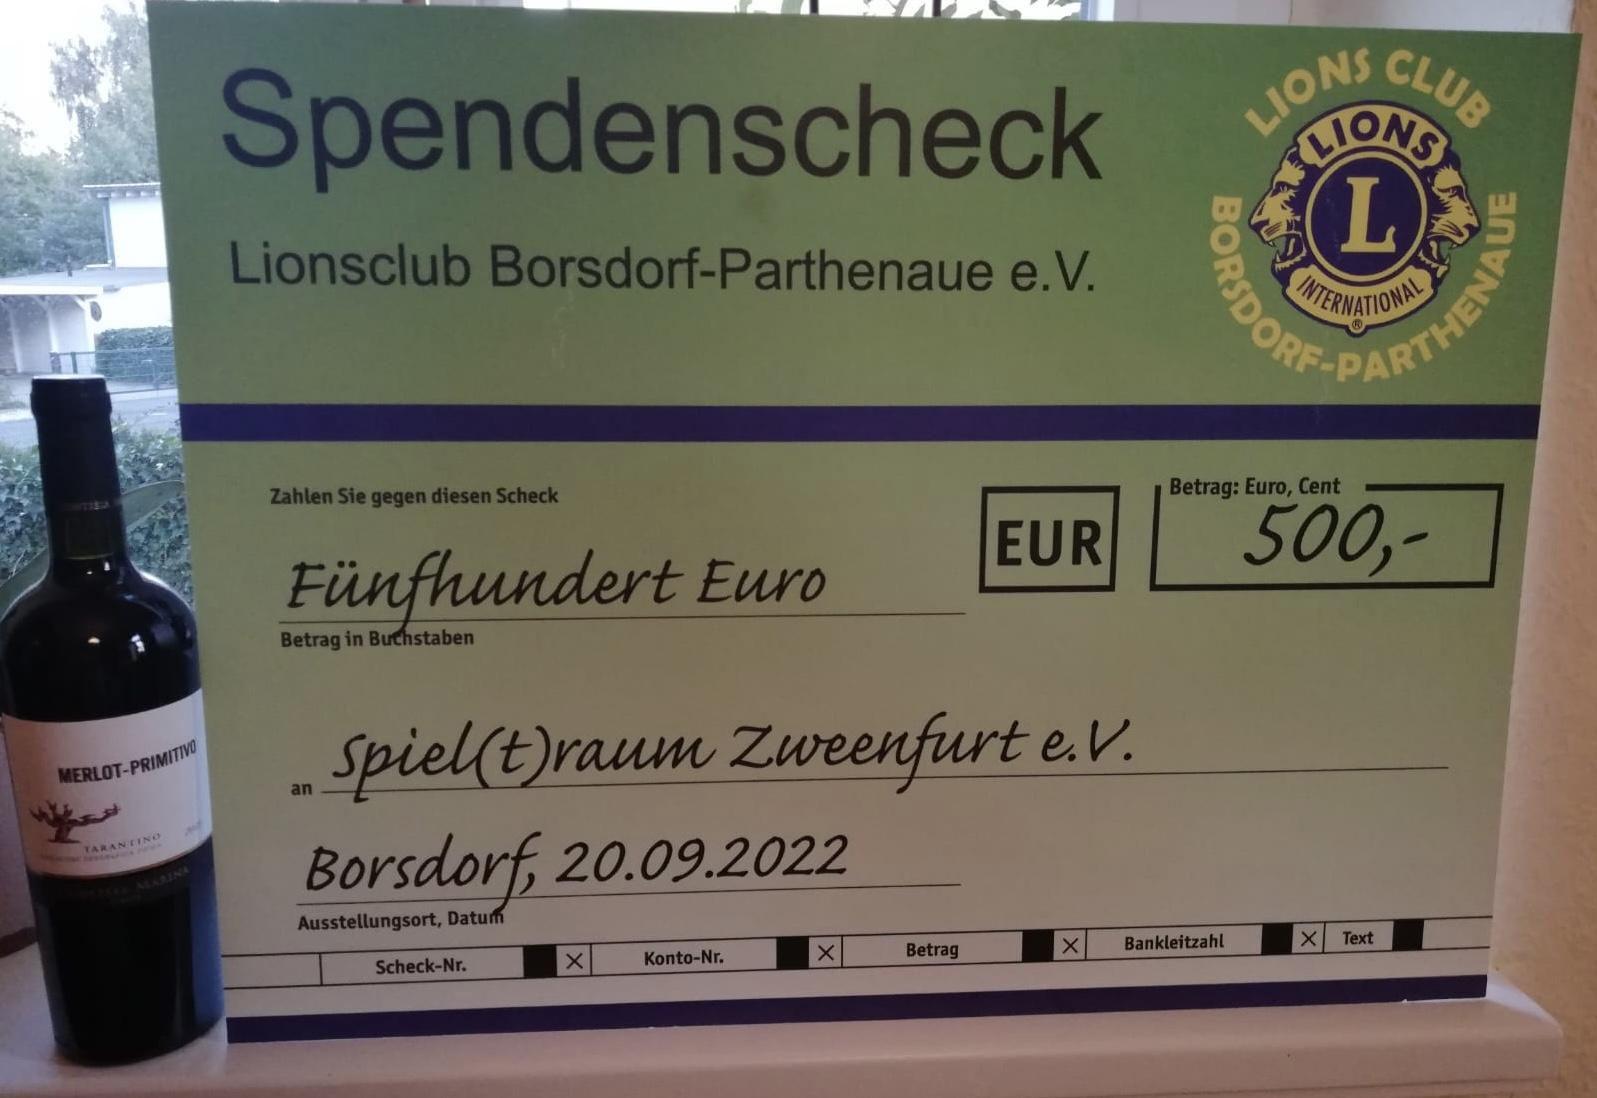 Spendenscheck
Lionsclub Borsdorf-Parthenaue e.V.
LIONS CLUB
LIONS
L
INTERNATIONAL
®
BORSDORF-PARTHENAUE
Zahlen Sie gegen diesen Scheck
EUR
Betrag: Euro, Cent
500,-
Fünfhundert Euro
Betrag in Buchstaben
an Spiel(t)raum Zweenfurt e.V.
Borsdorf, 20.09.2022
Ausstellungsort, Datum
Scheck-Nr. X Konto-Nr. X Betrag X Bankleitzahl X Text
MERLOT-PRIMITIVO
TARANTINO